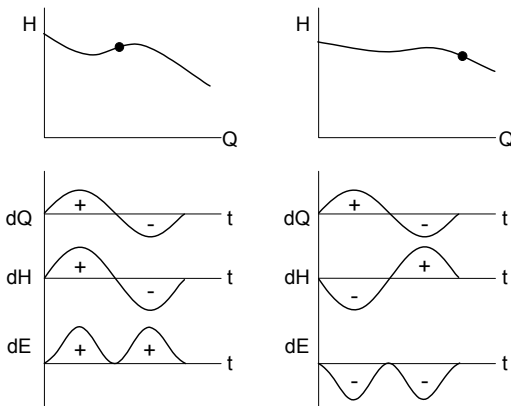 H
Q
dQ + - t
dH + - t
dE + + t
H
Q
dQ + - t
dH - + t
dE - - t